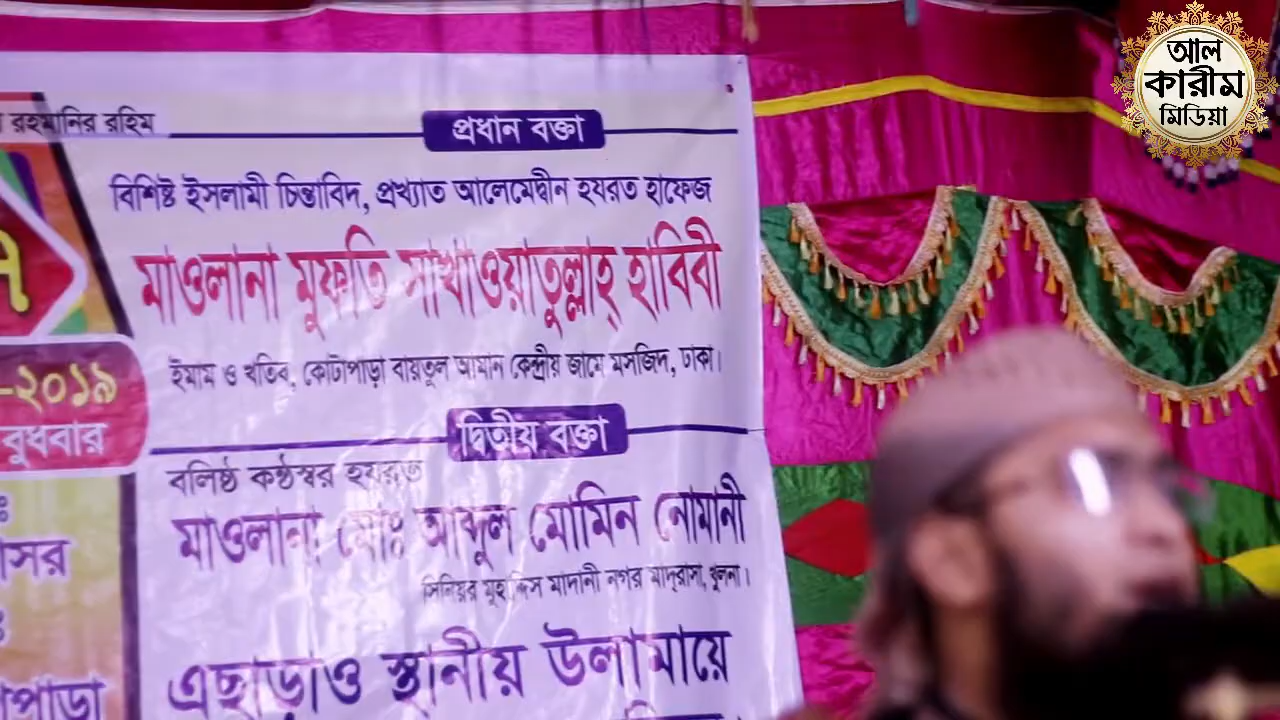 রহমানির রহিম
প্রধান বক্তা
বিশিষ্ট ইসলামী চিন্তাবিদ, প্রখ্যাত আলেমেদ্বীন হযরত হাফেজ
মাওলানা মুফতি সাখাওয়াতুল্লাহ্ হাবিবী
ইমাম ও খতিব, কোটাপাড়া বায়তুল আমান কেন্দ্রীয় জামে মসজিদ, ঢাকা।
দ্বিতীয় বক্তা
বলিষ্ঠ কণ্ঠস্বর হযরত
মাওলানা মোঃ আব্দুল মোমিন নোমানী
সিনিয়র মুহাদ্দিস মাদানী নগর মাদ্রাসা, খুলনা।
এছাড়াও স্থানীয় উলামায়ে
-২০১৯
বুধবার
আল
কারীম
মিডিয়া